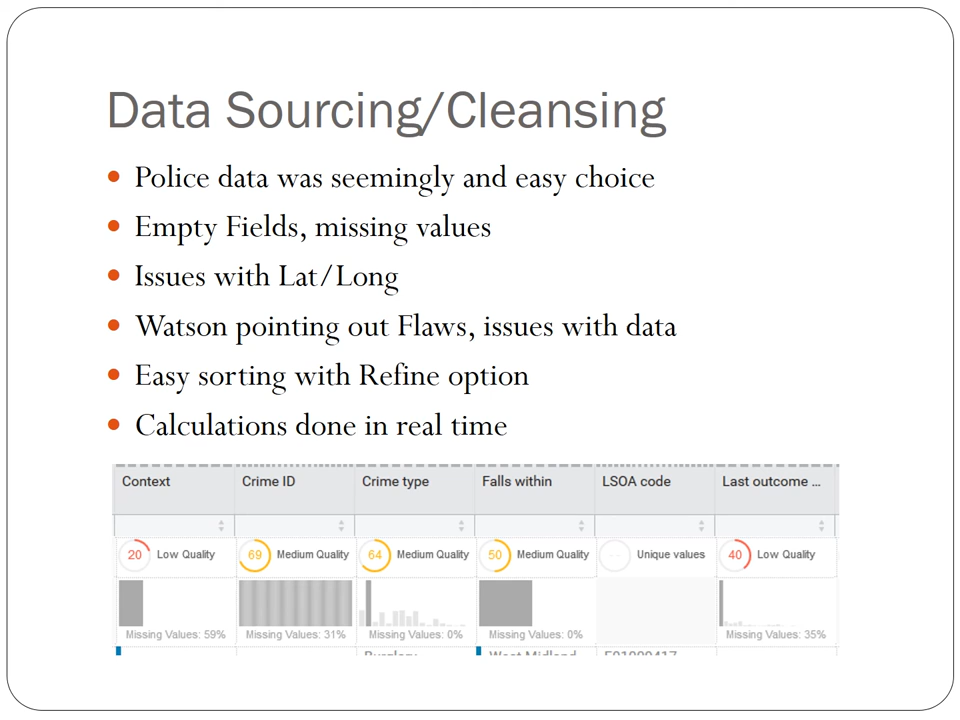 Data Sourcing/Cleansing
Police data was seemingly and easy choice
Empty Fields, missing values
Issues with Lat/Long
Watson pointing out Flaws, issues with data
Easy sorting with Refine option
Calculations done in real time
Context Crime ID Crime type Falls within LSOA code Last outcome ...
20 Low Quality 69 Medium Quality 64 Medium Quality 50 Medium Quality -- Unique values 40 Low Quality
Missing Values: 59% Missing Values: 31% Missing Values: 0% Missing Values: 0% Missing Values: 35%